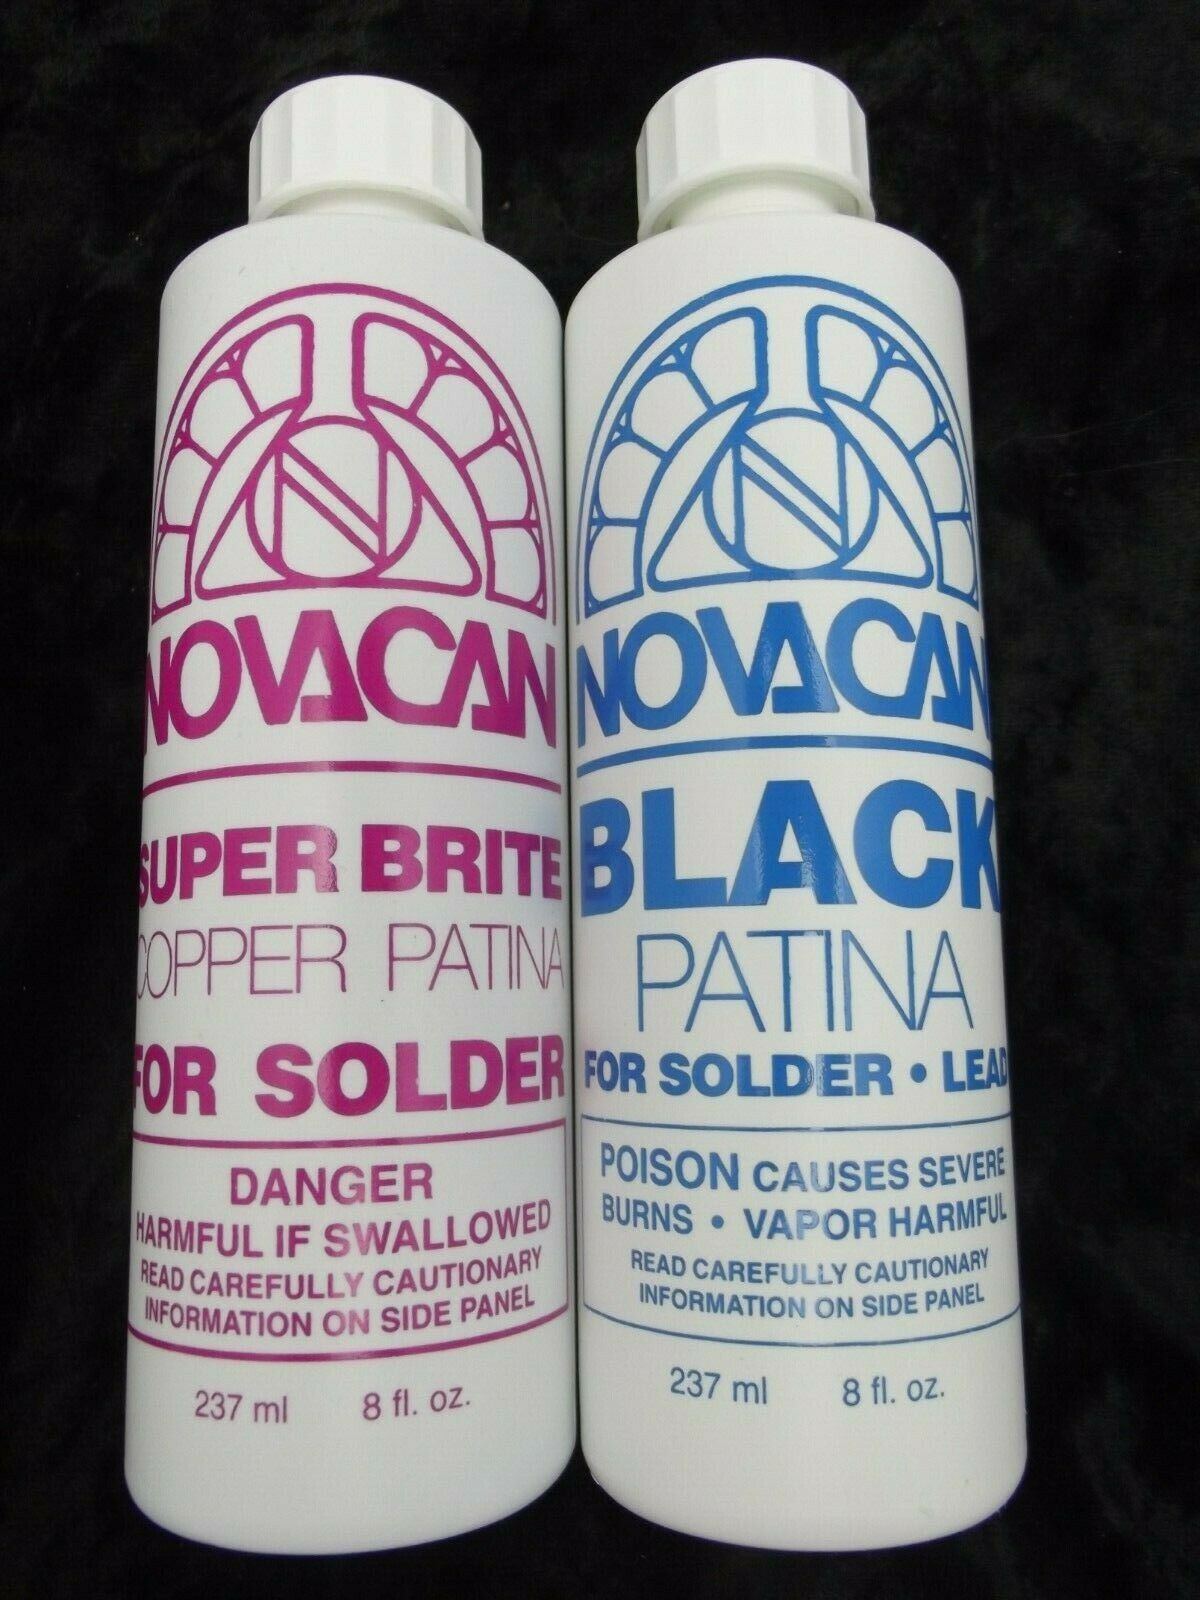 N
NOVACAN
SUPER BRITE
COPPER PATINA
FOR SOLDER
DANGER
HARMFUL IF SWALLOWED
READ CAREFULLY CAUTIONARY
INFORMATION ON SIDE PANEL
237 ml 8 fl. oz.
N
NOVACAN
BLACK
PATINA
FOR SOLDER • LEAD
POISON CAUSES SEVERE
BURNS • VAPOR HARMFUL
READ CAREFULLY CAUTIONARY
INFORMATION ON SIDE PANEL
237 ml 8 fl. oz.